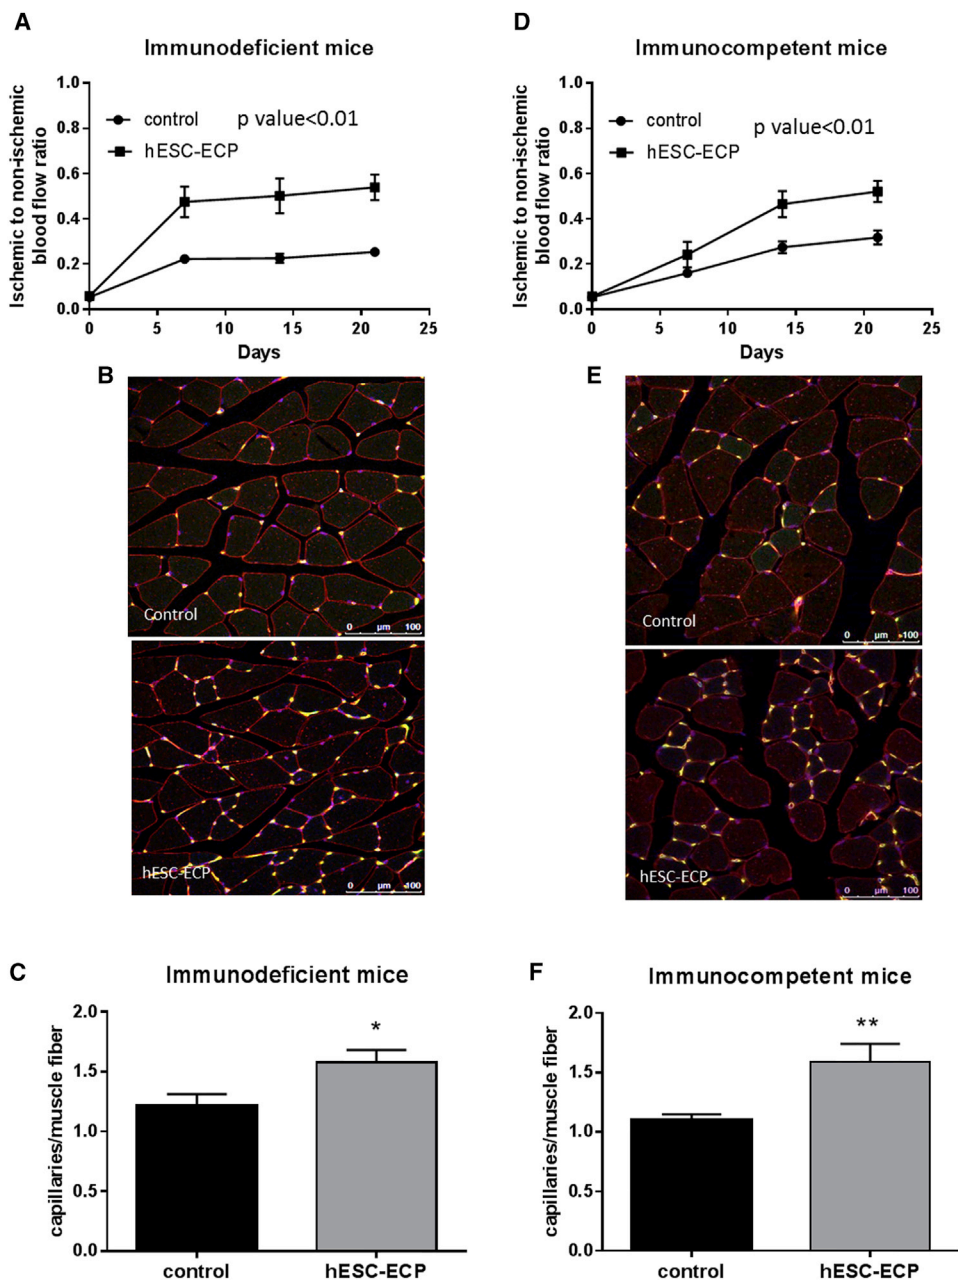 A
Immunodeficient mice
Ischemic to non-ischemic
blood flow ratio
1.0
0.8
0.6
0.4
0.2
0.0
control
hESC-ECP
p value<0.01
0 5 10 15 20 25
Days
B
Control
0 µm 100
hESC-ECP
0 µm 100
C
Immunodeficient mice
capillaries/muscle fiber
2.0
1.5
1.0
0.5
0.0
*
control hESC-ECP
D
Immunocompetent mice
Ischemic to non-ischemic
blood flow ratio
1.0
0.8
0.6
0.4
0.2
0.0
control
hESC-ECP
p value<0.01
0 5 10 15 20 25
Days
E
Control
0 µm 100
hESC-ECP
0 µm 100
F
Immunocompetent mice
capillaries/muscle fiber
2.0
1.5
1.0
0.5
0.0
**
control hESC-ECP